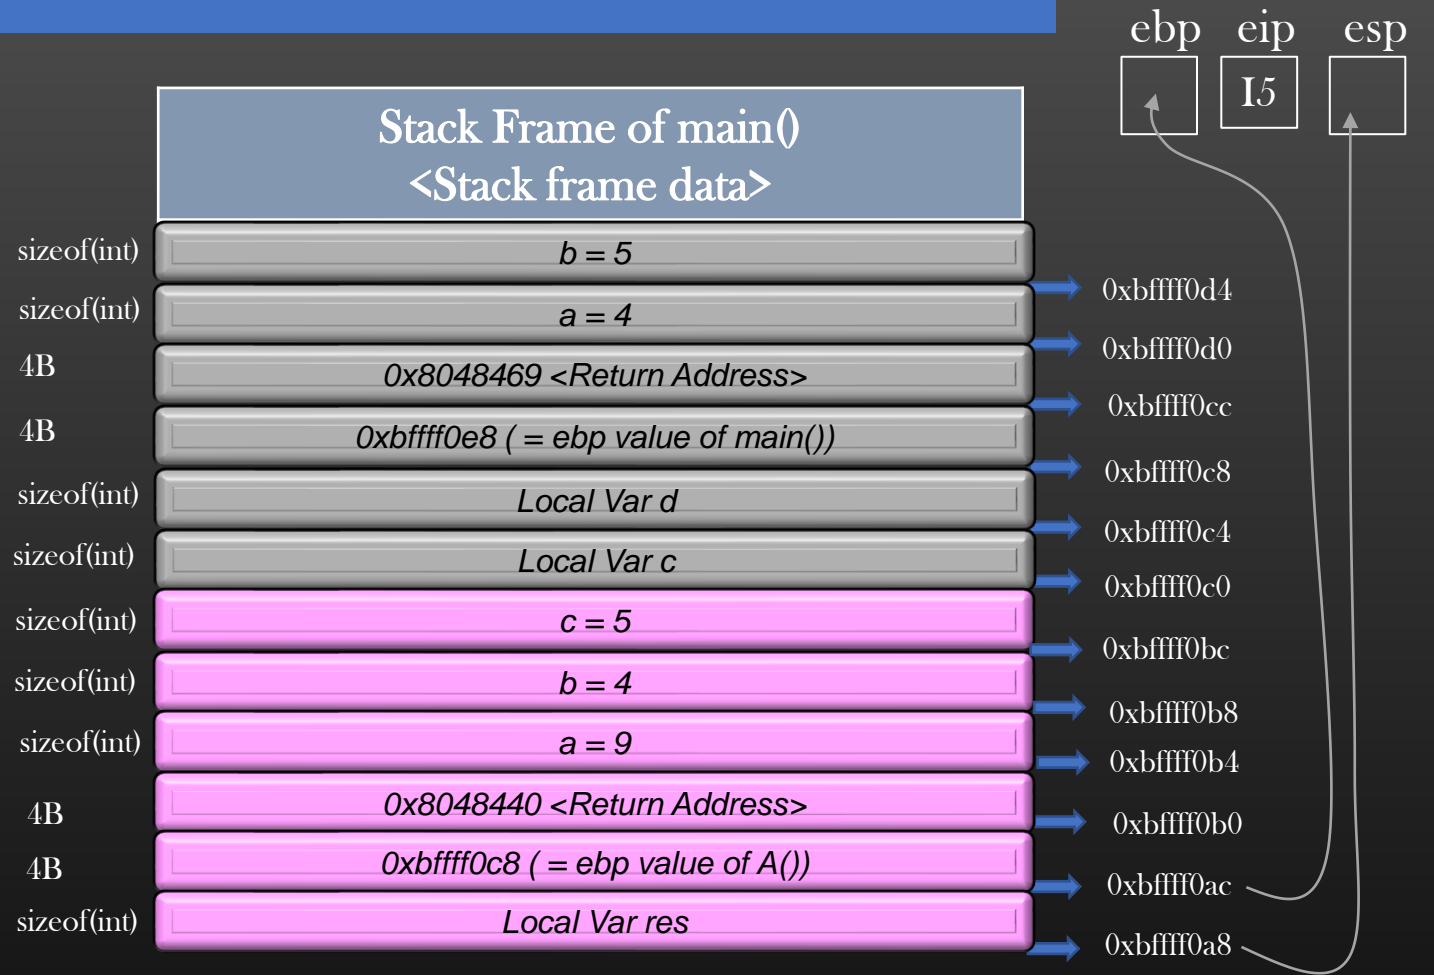 ebp eip esp
I5
Stack Frame of main()
<Stack frame data>
sizeof(int) b = 5
0xbffff0d4
sizeof(int) a = 4
0xbffff0d0
4B 0x8048469 <Return Address>
0xbffff0cc
4B 0xbffff0e8 ( = ebp value of main())
0xbffff0c8
sizeof(int) Local Var d
0xbffff0c4
sizeof(int) Local Var c
0xbffff0c0
sizeof(int) c = 5
0xbffff0bc
sizeof(int) b = 4
0xbffff0b8
sizeof(int) a = 9
0xbffff0b4
4B 0x8048440 <Return Address>
0xbffff0b0
4B 0xbffff0c8 ( = ebp value of A())
0xbffff0ac
sizeof(int) Local Var res
0xbffff0a8